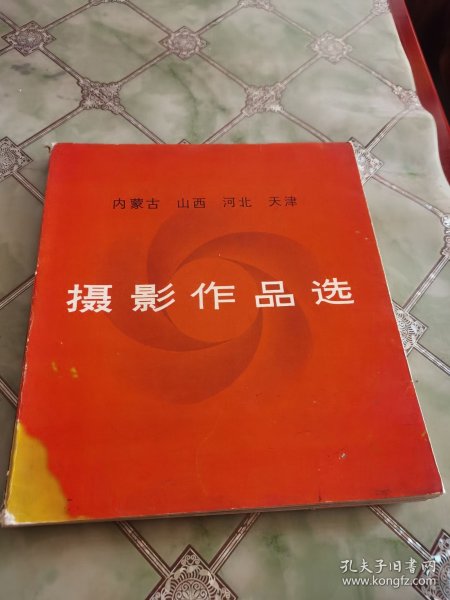 内蒙古 山西 河北 天津
摄影作品选
孔夫子旧书网
www.kongfz.com